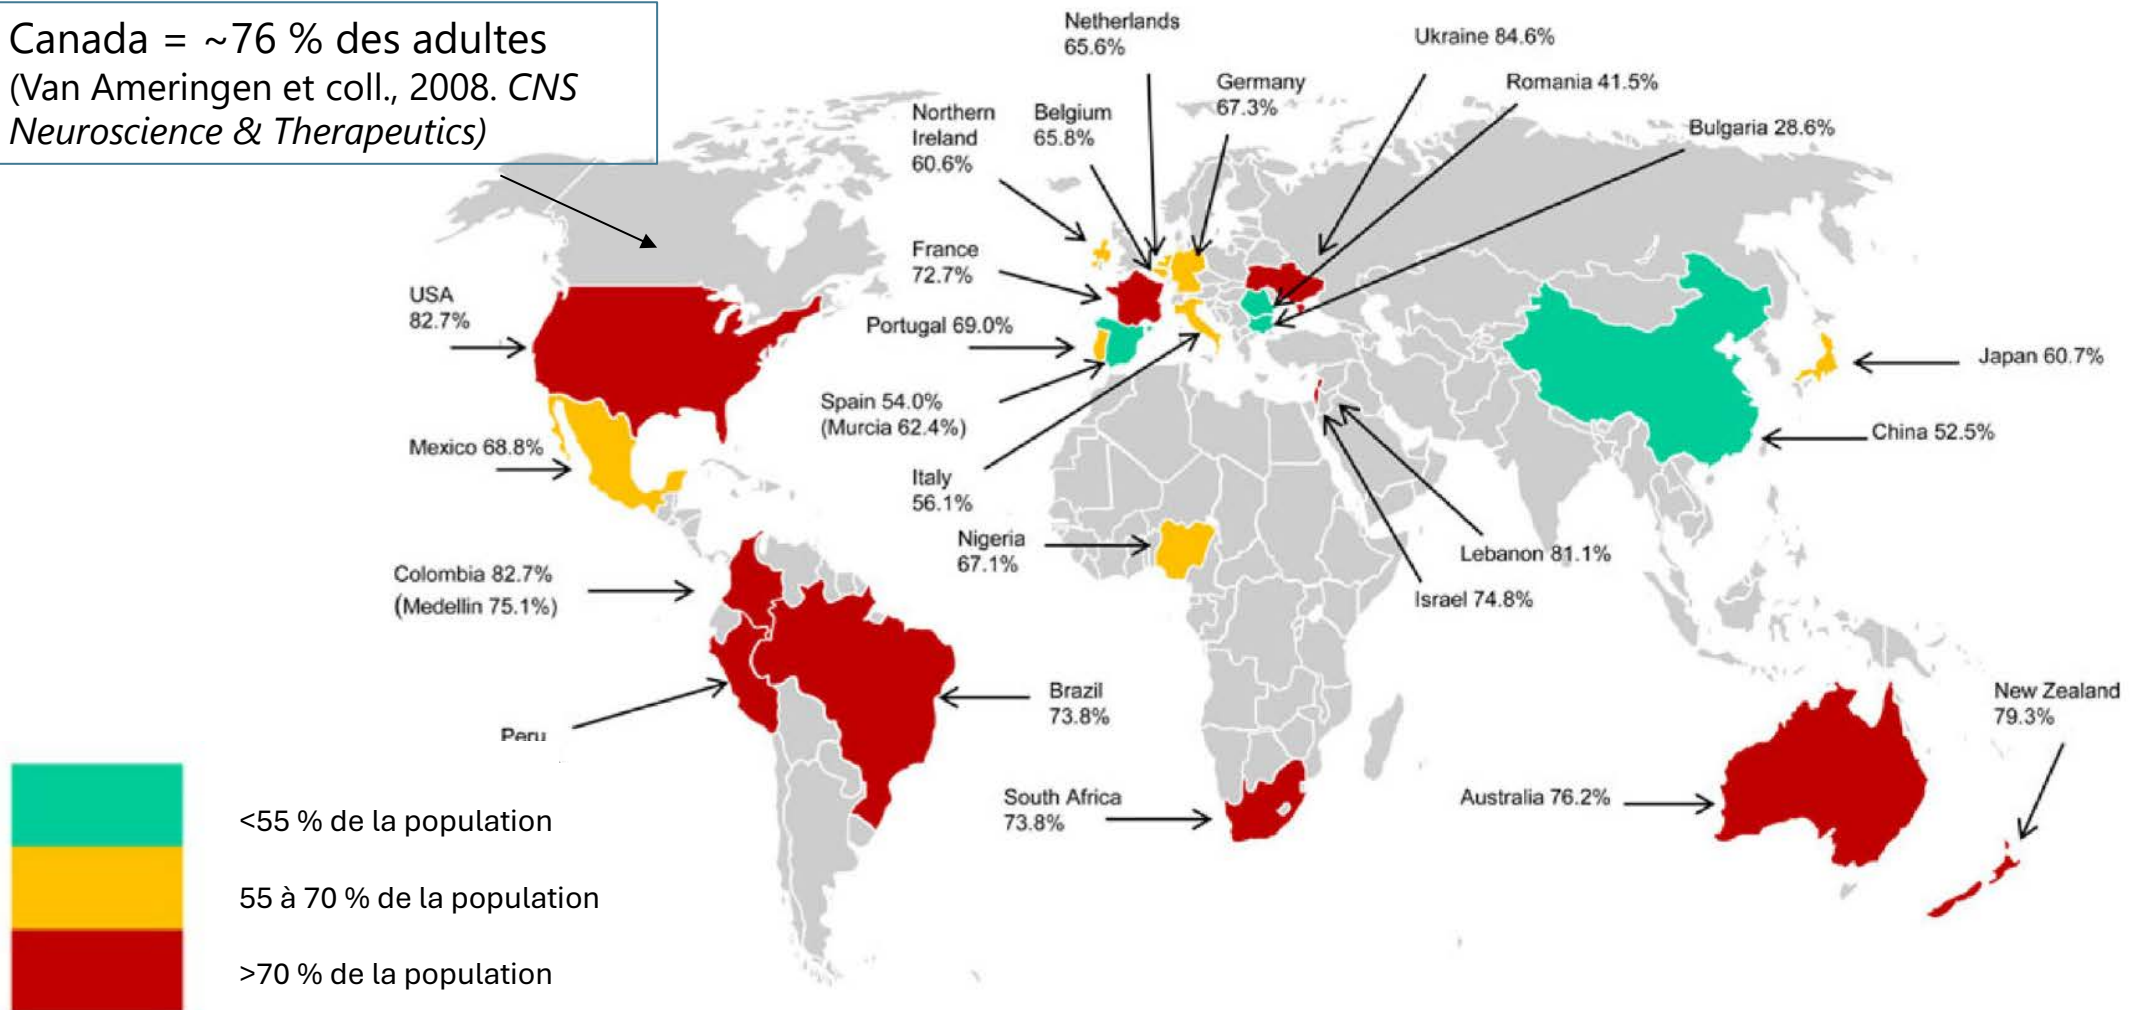 Canada = ~76 % des adultes
(Van Ameringen et coll., 2008. CNS
Neuroscience & Therapeutics)
Netherlands
65.6%
Ukraine 84.6%
Germany
67.3%
Romania 41.5%
Northern
Ireland
60.6%
Belgium
65.8%
Bulgaria 28.6%
France
72.7%
USA
82.7%
Portugal 69.0%
Japan 60.7%
Spain 54.0%
(Murcia 62.4%)
China 52.5%
Mexico 68.8%
Italy
56.1%
Nigeria
67.1%
Lebanon 81.1%
Colombia 82.7%
(Medellin 75.1%)
Israel 74.8%
Brazil
73.8%
New Zealand
79.3%
Peru
South Africa
73.8%
Australia 76.2%
<55 % de la population
55 à 70 % de la population
>70 % de la population